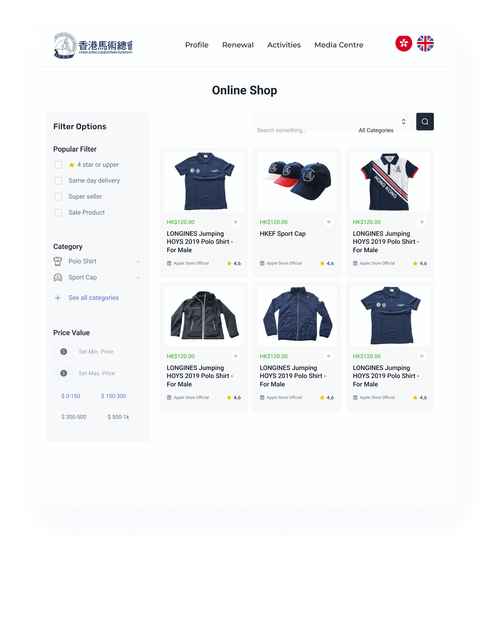 香港馬術總會
Profile
Renewal
Activities
Media Centre
Online Shop
Filter Options
Popular Filter
4 star or upper
Same day delivery
Super seller
Sale Product
Category
Polo Shirt
Sport Cap
See all categories
Price Value
Set Min. Price
Set Max. Price
$ 0-150
$ 150-300
$ 300-500
$ 500-1k
Search something...
All Categories
HK$120.00
LONGINES Jumping
HOYS 2019 Polo Shirt -
For Male
Apple Store Official
4,6
HK$120.00
HKEF Sport Cap
Apple Store Official
4,6
HONG KONG
HK$120.00
LONGINES Jumping
HOYS 2019 Polo Shirt -
For Male
Apple Store Official
4,6
HK$120.00
LONGINES Jumping
HOYS 2019 Polo Shirt -
For Male
Apple Store Official
4,6
HK$120.00
LONGINES Jumping
HOYS 2019 Polo Shirt -
For Male
Apple Store Official
4,6
HK$120.00
LONGINES Jumping
HOYS 2019 Polo Shirt -
For Male
Apple Store Official
4,6